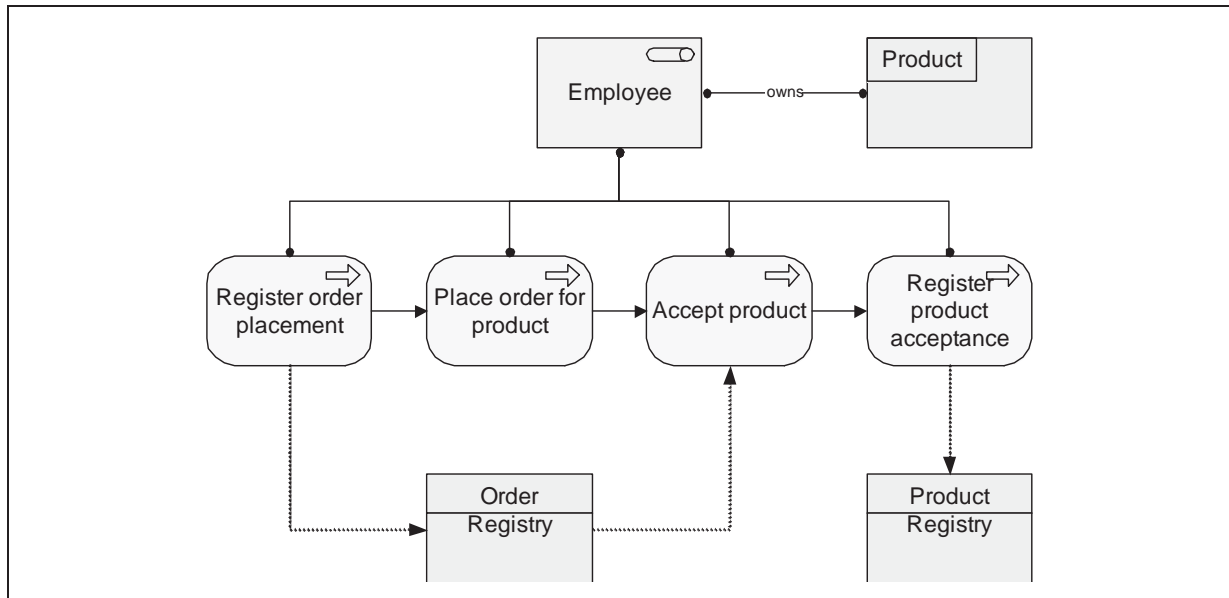 Employee
owns
Product
Register order
placement
Place order for
product
Accept product
Register
product
acceptance
Order
Registry
Product
Registry